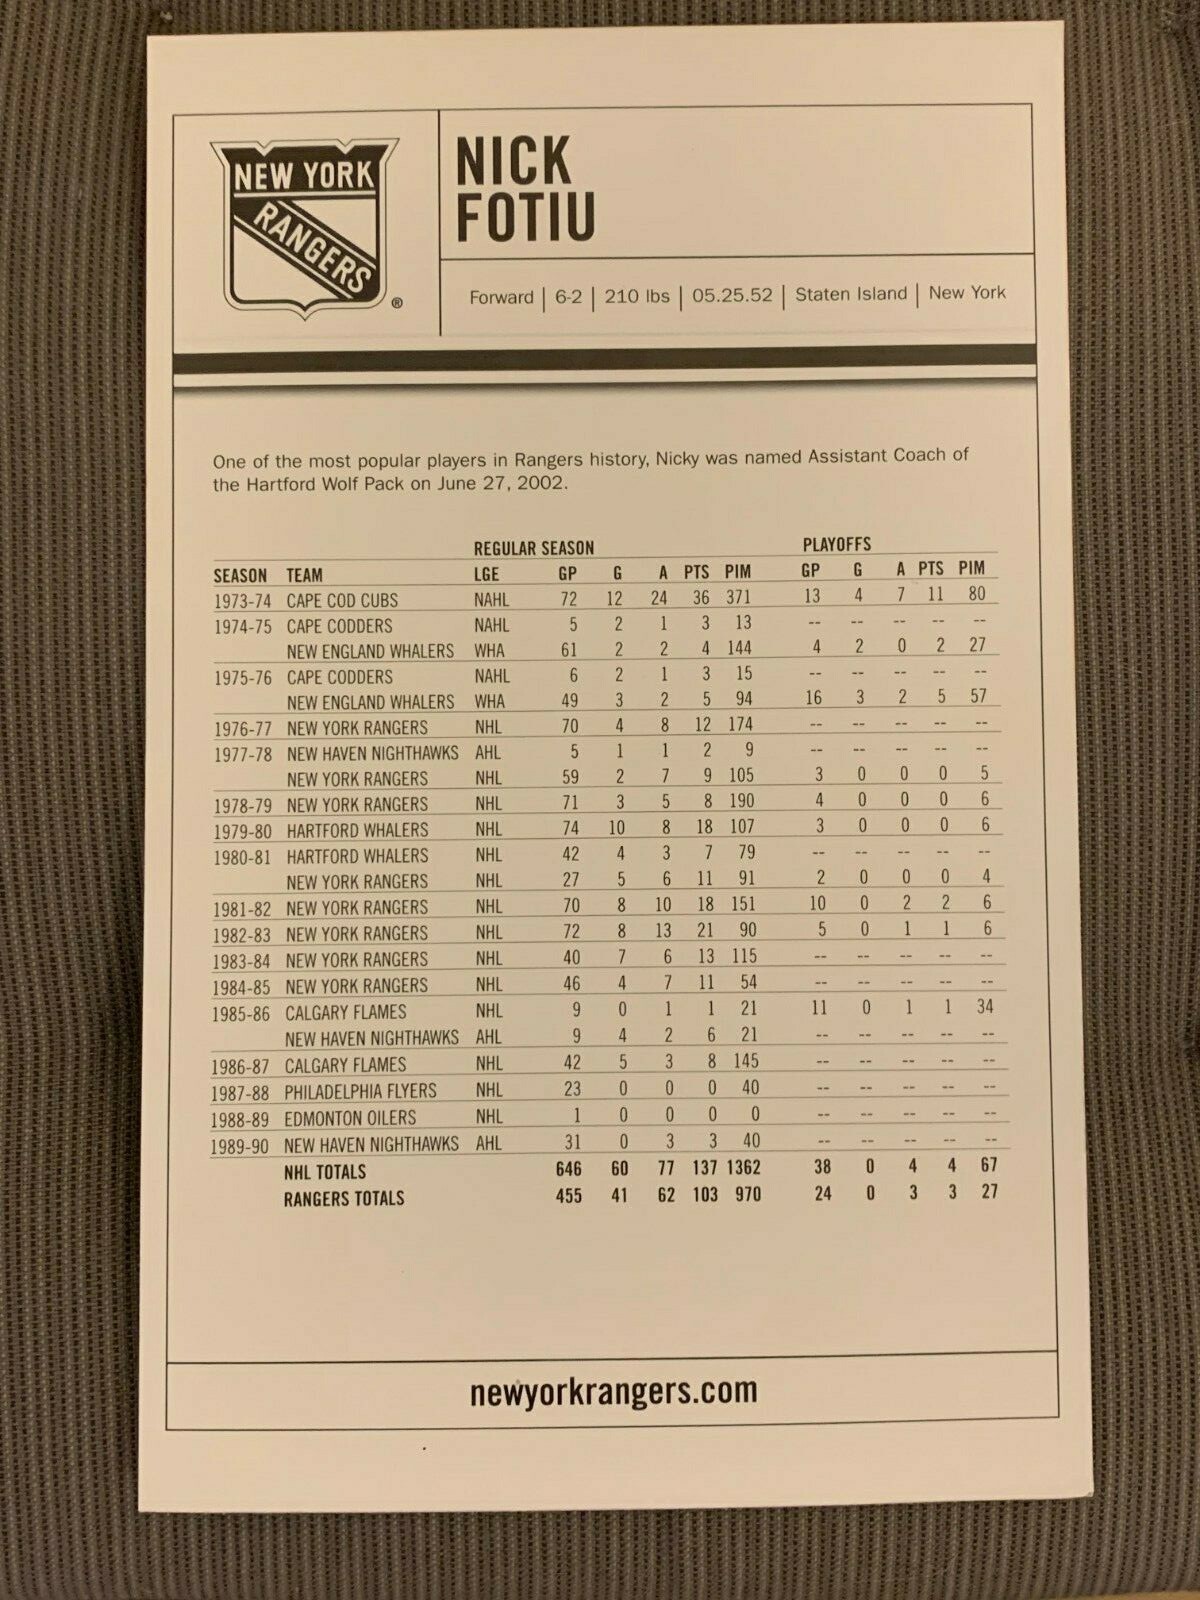 NEW YORK
RANGERS
®
NICK
FOTIU
Forward | 6-2 | 210 lbs | 05.25.52 | Staten Island | New York
One of the most popular players in Rangers history, Nicky was named Assistant Coach of
the Hartford Wolf Pack on June 27, 2002.
REGULAR SEASON PLAYOFFS
SEASON TEAM LGE GP G A PTS PIM GP G A PTS PIM
1973-74 CAPE COD CUBS NAHL 72 12 24 36 371 13 4 7 11 80
1974-75 CAPE CODDERS NAHL 5 2 1 3 13 -- -- -- -- --
NEW ENGLAND WHALERS WHA 61 2 2 4 144 4 2 0 2 27
1975-76 CAPE CODDERS NAHL 6 2 1 3 15 -- -- -- -- --
NEW ENGLAND WHALERS WHA 49 3 2 5 94 16 3 2 5 57
1976-77 NEW YORK RANGERS NHL 70 4 8 12 174 -- -- -- -- --
1977-78 NEW HAVEN NIGHTHAWKS AHL 5 1 1 2 9 -- -- -- -- --
NEW YORK RANGERS NHL 59 2 7 9 105 3 0 0 0 5
1978-79 NEW YORK RANGERS NHL 71 3 5 8 190 4 0 0 0 6
1979-80 HARTFORD WHALERS NHL 74 10 8 18 107 3 0 0 0 6
1980-81 HARTFORD WHALERS NHL 42 4 3 7 79 -- -- -- -- --
NEW YORK RANGERS NHL 27 5 6 11 91 2 0 0 0 4
1981-82 NEW YORK RANGERS NHL 70 8 10 18 151 10 0 2 2 6
1982-83 NEW YORK RANGERS NHL 72 8 13 21 90 5 0 1 1 6
1983-84 NEW YORK RANGERS NHL 40 7 6 13 115 -- -- -- -- --
1984-85 NEW YORK RANGERS NHL 46 4 7 11 54 -- -- -- -- --
1985-86 CALGARY FLAMES NHL 9 0 1 1 21 11 0 1 1 34
NEW HAVEN NIGHTHAWKS AHL 9 4 2 6 21 -- -- -- -- --
1986-87 CALGARY FLAMES NHL 42 5 3 8 145 -- -- -- -- --
1987-88 PHILADELPHIA FLYERS NHL 23 0 0 0 40 -- -- -- -- --
1988-89 EDMONTON OILERS NHL 1 0 0 0 0 -- -- -- -- --
1989-90 NEW HAVEN NIGHTHAWKS AHL 31 0 3 3 40 -- -- -- -- --
NHL TOTALS 646 60 77 137 1362 38 0 4 4 67
RANGERS TOTALS 455 41 62 103 970 24 0 3 3 27
newyorkrangers.com